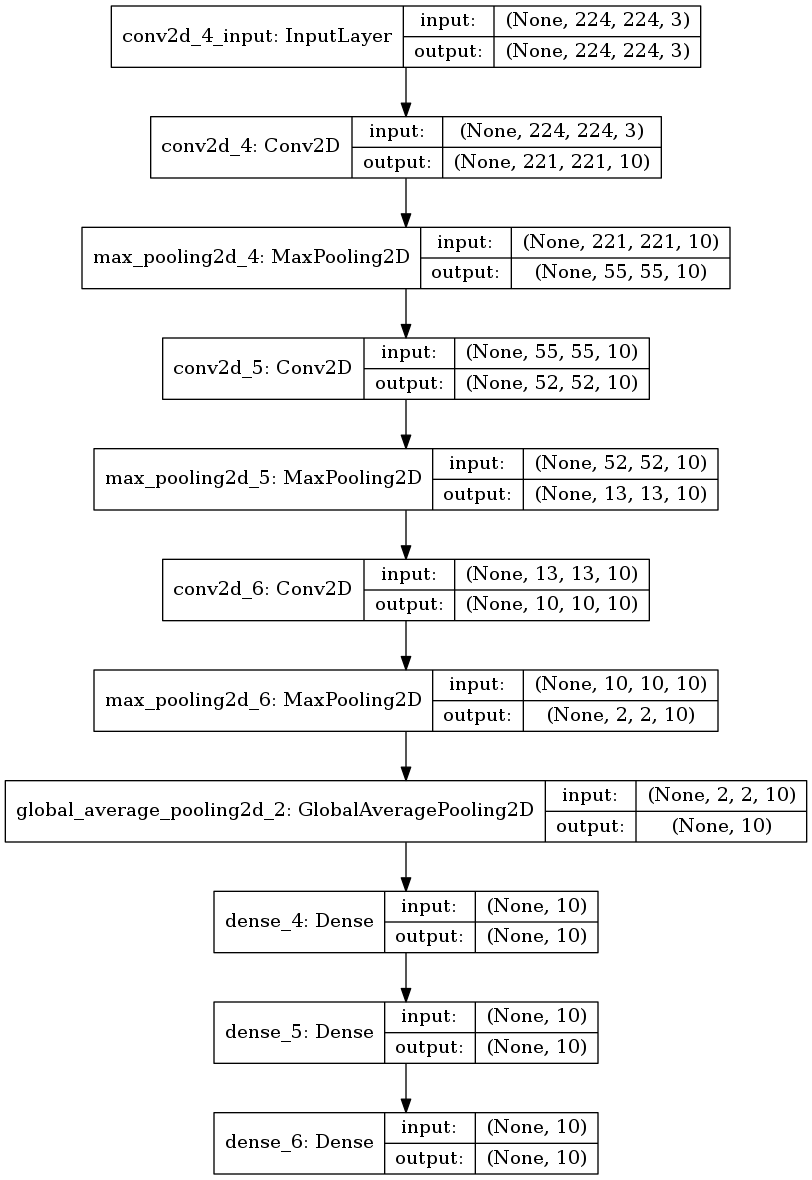 conv2d_4_input: InputLayer
input:
(None, 224, 224, 3)
output:
(None, 224, 224, 3)
conv2d_4: Conv2D
input:
(None, 224, 224, 3)
output:
(None, 221, 221, 10)
max_pooling2d_4: MaxPooling2D
input:
(None, 221, 221, 10)
output:
(None, 55, 55, 10)
conv2d_5: Conv2D
input:
(None, 55, 55, 10)
output:
(None, 52, 52, 10)
max_pooling2d_5: MaxPooling2D
input:
(None, 52, 52, 10)
output:
(None, 13, 13, 10)
conv2d_6: Conv2D
input:
(None, 13, 13, 10)
output:
(None, 10, 10, 10)
max_pooling2d_6: MaxPooling2D
input:
(None, 10, 10, 10)
output:
(None, 2, 2, 10)
global_average_pooling2d_2: GlobalAveragePooling2D
input:
(None, 2, 2, 10)
output:
(None, 10)
dense_4: Dense
input:
(None, 10)
output:
(None, 10)
dense_5: Dense
input:
(None, 10)
output:
(None, 10)
dense_6: Dense
input:
(None, 10)
output:
(None, 10)